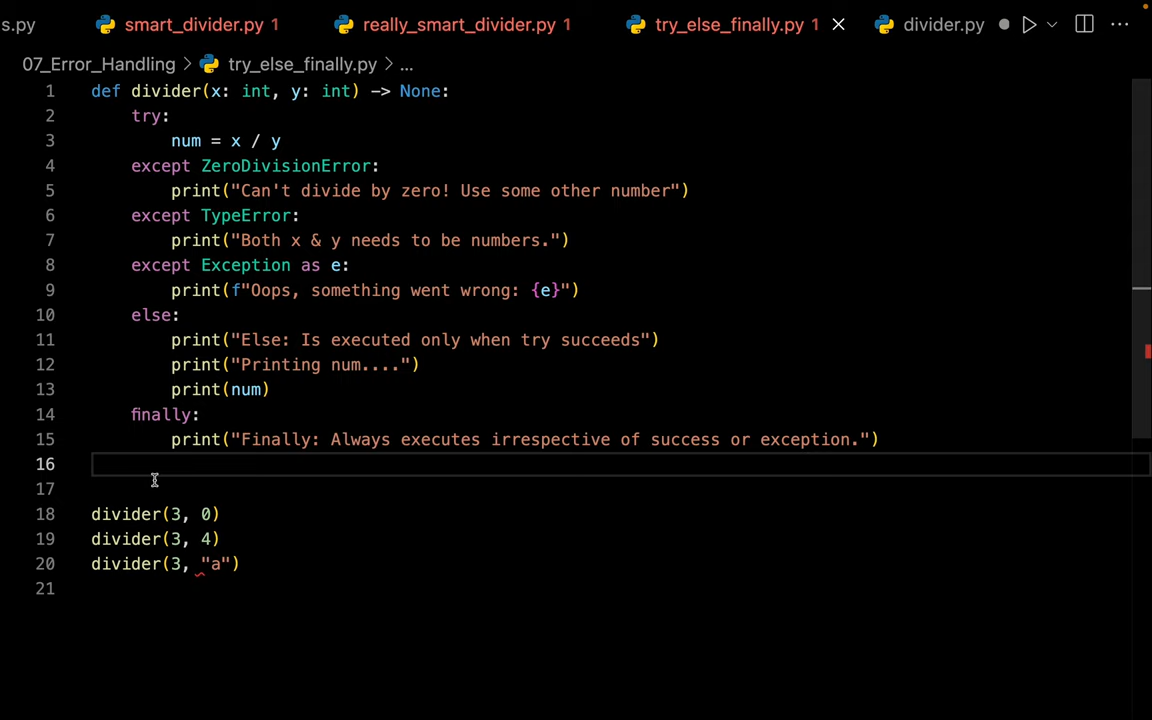 s.py smart_divider.py 1 really_smart_divider.py 1 try_else_finally.py 1 divider.py
07_Error_Handling > try_else_finally.py > ...
1 def divider(x: int, y: int) -> None:
2 try:
3 num = x / y
4 except ZeroDivisionError:
5 print("Can't divide by zero! Use some other number")
6 except TypeError:
7 print("Both x & y needs to be numbers.")
8 except Exception as e:
9 print(f"Oops, something went wrong: {e}")
10 else:
11 print("Else: Is executed only when try succeeds")
12 print("Printing num....")
13 print(num)
14 finally:
15 print("Finally: Always executes irrespective of success or exception.")
16
17
18 divider(3, 0)
19 divider(3, 4)
20 divider(3, "a")
21